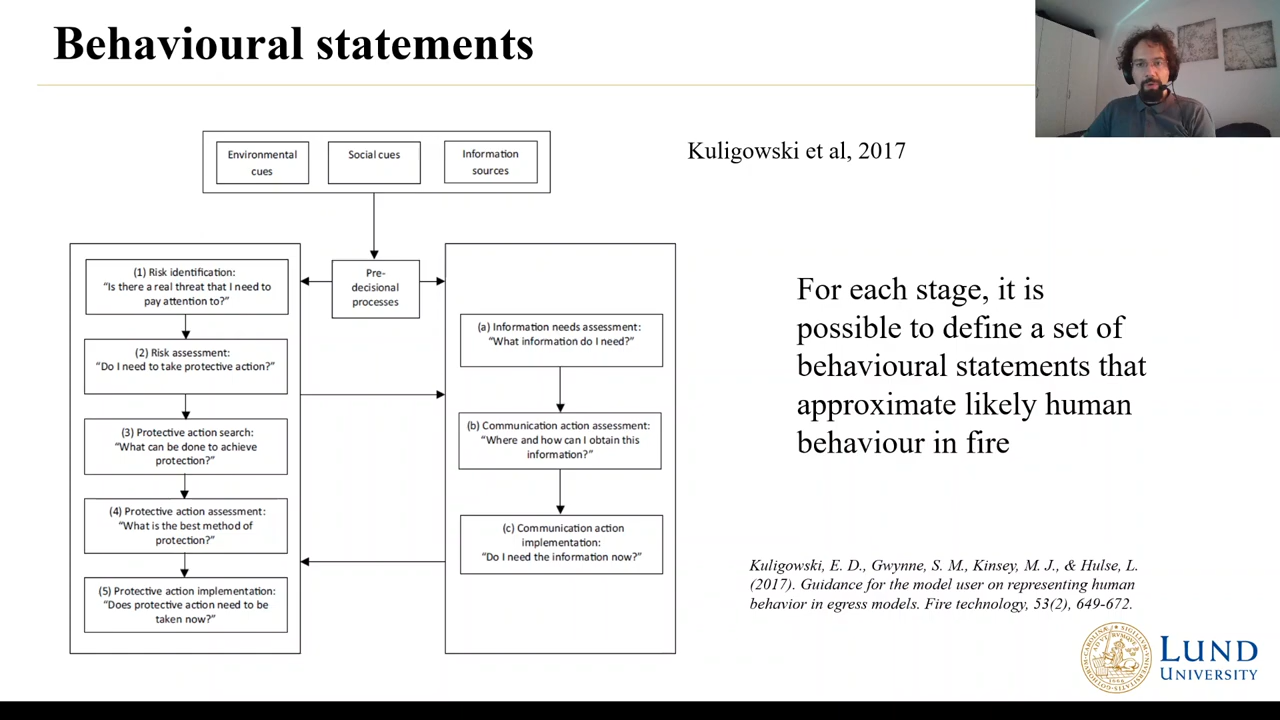 Behavioural statements
Kuligowski et al, 2017
Environmental
cues
Social cues
Information
sources
Pre-
decisional
processes
(1) Risk identification:
“Is there a real threat that I need to
pay attention to?”
(2) Risk assessment:
“Do I need to take protective action?”
(3) Protective action search:
“What can be done to achieve
protection?”
(4) Protective action assessment:
“What is the best method of
protection?”
(5) Protective action implementation:
“Does protective action need to be
taken now?”
(a) Information needs assessment:
“What information do I need?”
(b) Communication action assessment:
“Where and how can I obtain this
information?”
(c) Communication action
implementation:
“Do I need the information now?”
For each stage, it is
possible to define a set of
behavioural statements that
approximate likely human
behaviour in fire
Kuligowski, E. D., Gwynne, S. M., Kinsey, M. J., & Hulse, L.
(2017). Guidance for the model user on representing human
behavior in egress models. Fire technology, 53(2), 649-672.
LUND
UNIVERSITY